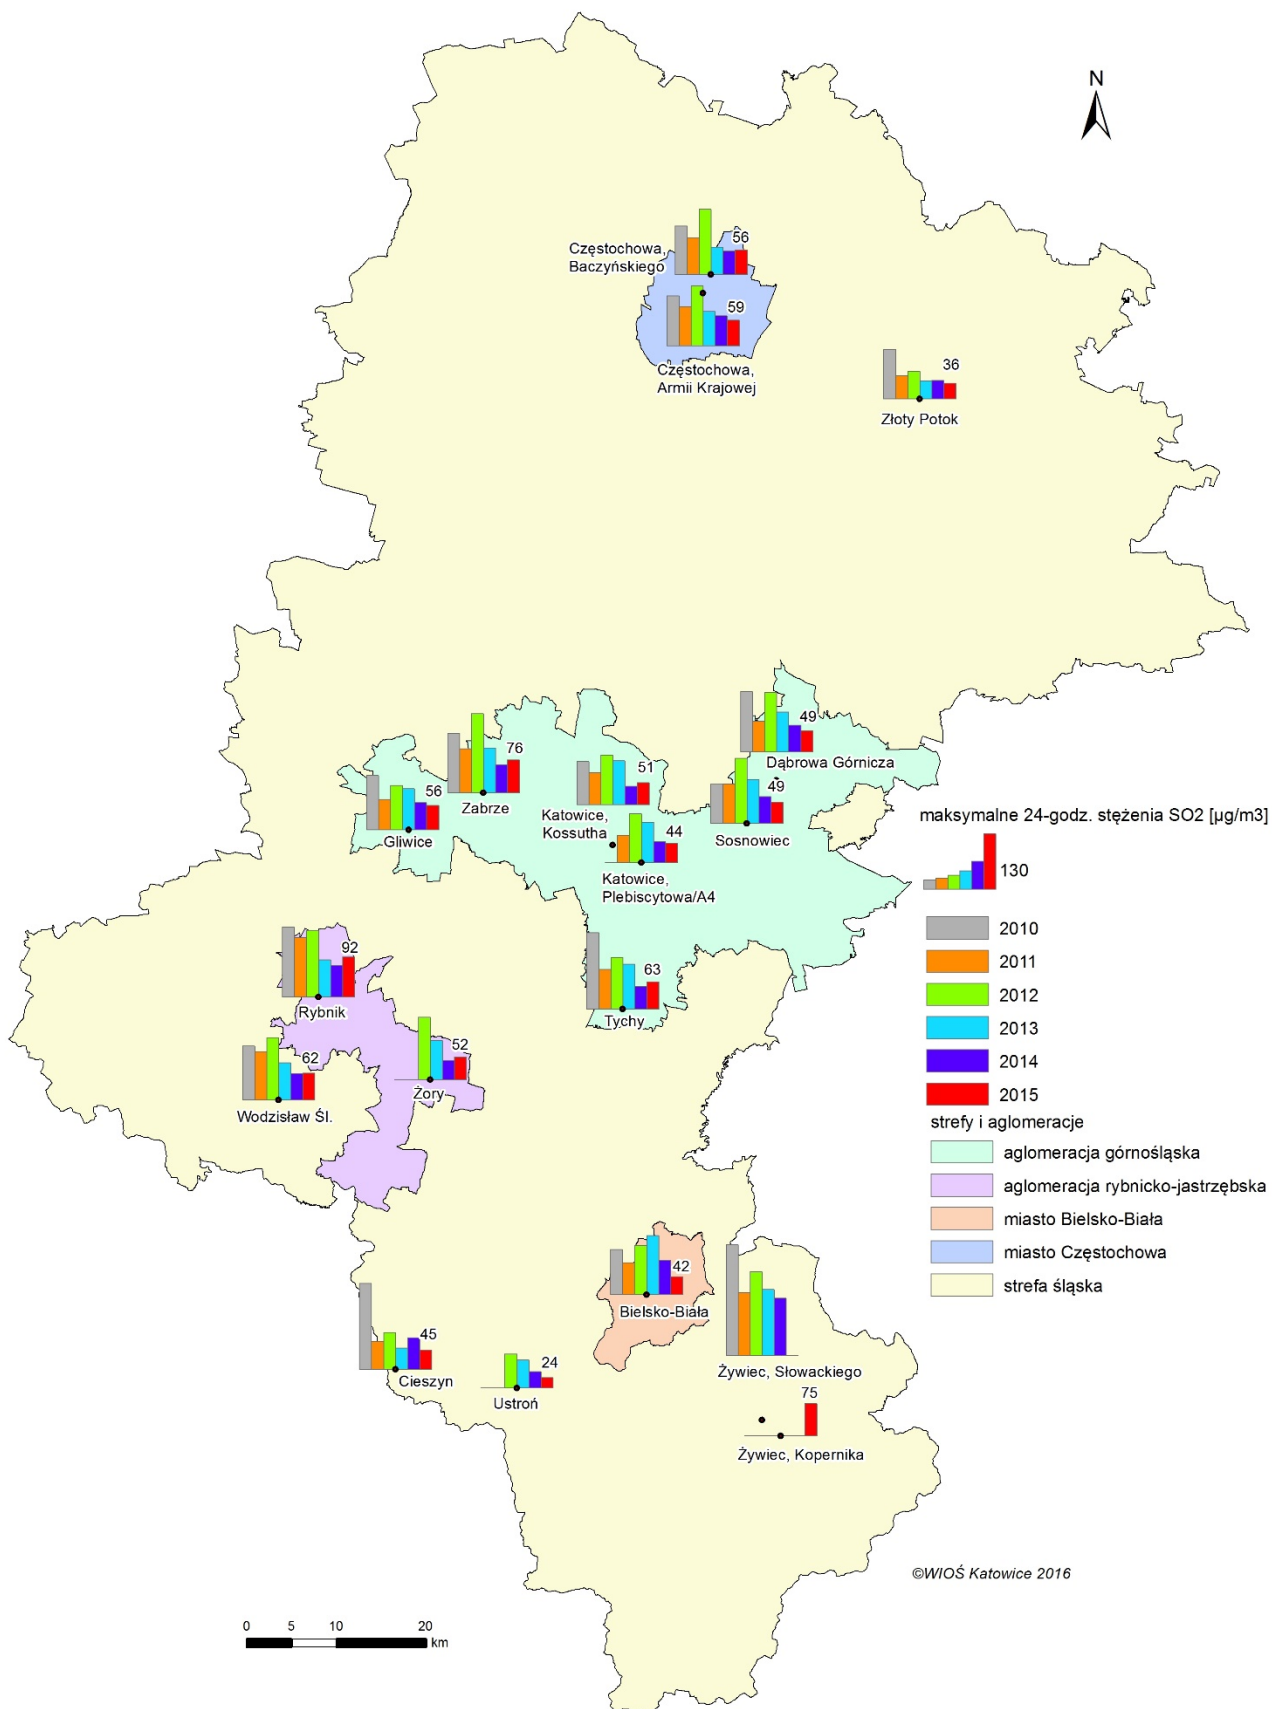 N
56
Częstochowa,
Baczyńskiego
59
Częstochowa,
Armii Krajowej
36
Złoty Potok
49
Dąbrowa Górnicza
76
Zabrze
51
Katowice,
Kossutha
49
Sosnowiec
56
Gliwice
44
Katowice,
Plebiscytowa/A4
maksymalne 24-godz. stężenia SO2 [µg/m3]
130
2010
2011
2012
2013
2014
2015
strefy i aglomeracje
aglomeracja górnośląska
aglomeracja rybnicko-jastrzębska
miasto Bielsko-Biała
miasto Częstochowa
strefa śląska
92
Rybnik
63
Tychy
52
Żory
62
Wodzisław Śl.
42
Bielsko-Biała
45
Cieszyn
24
Ustroń
Żywiec, Słowackiego
75
Żywiec, Kopernika
©WIOŚ Katowice 2016
0 5 10 20
km